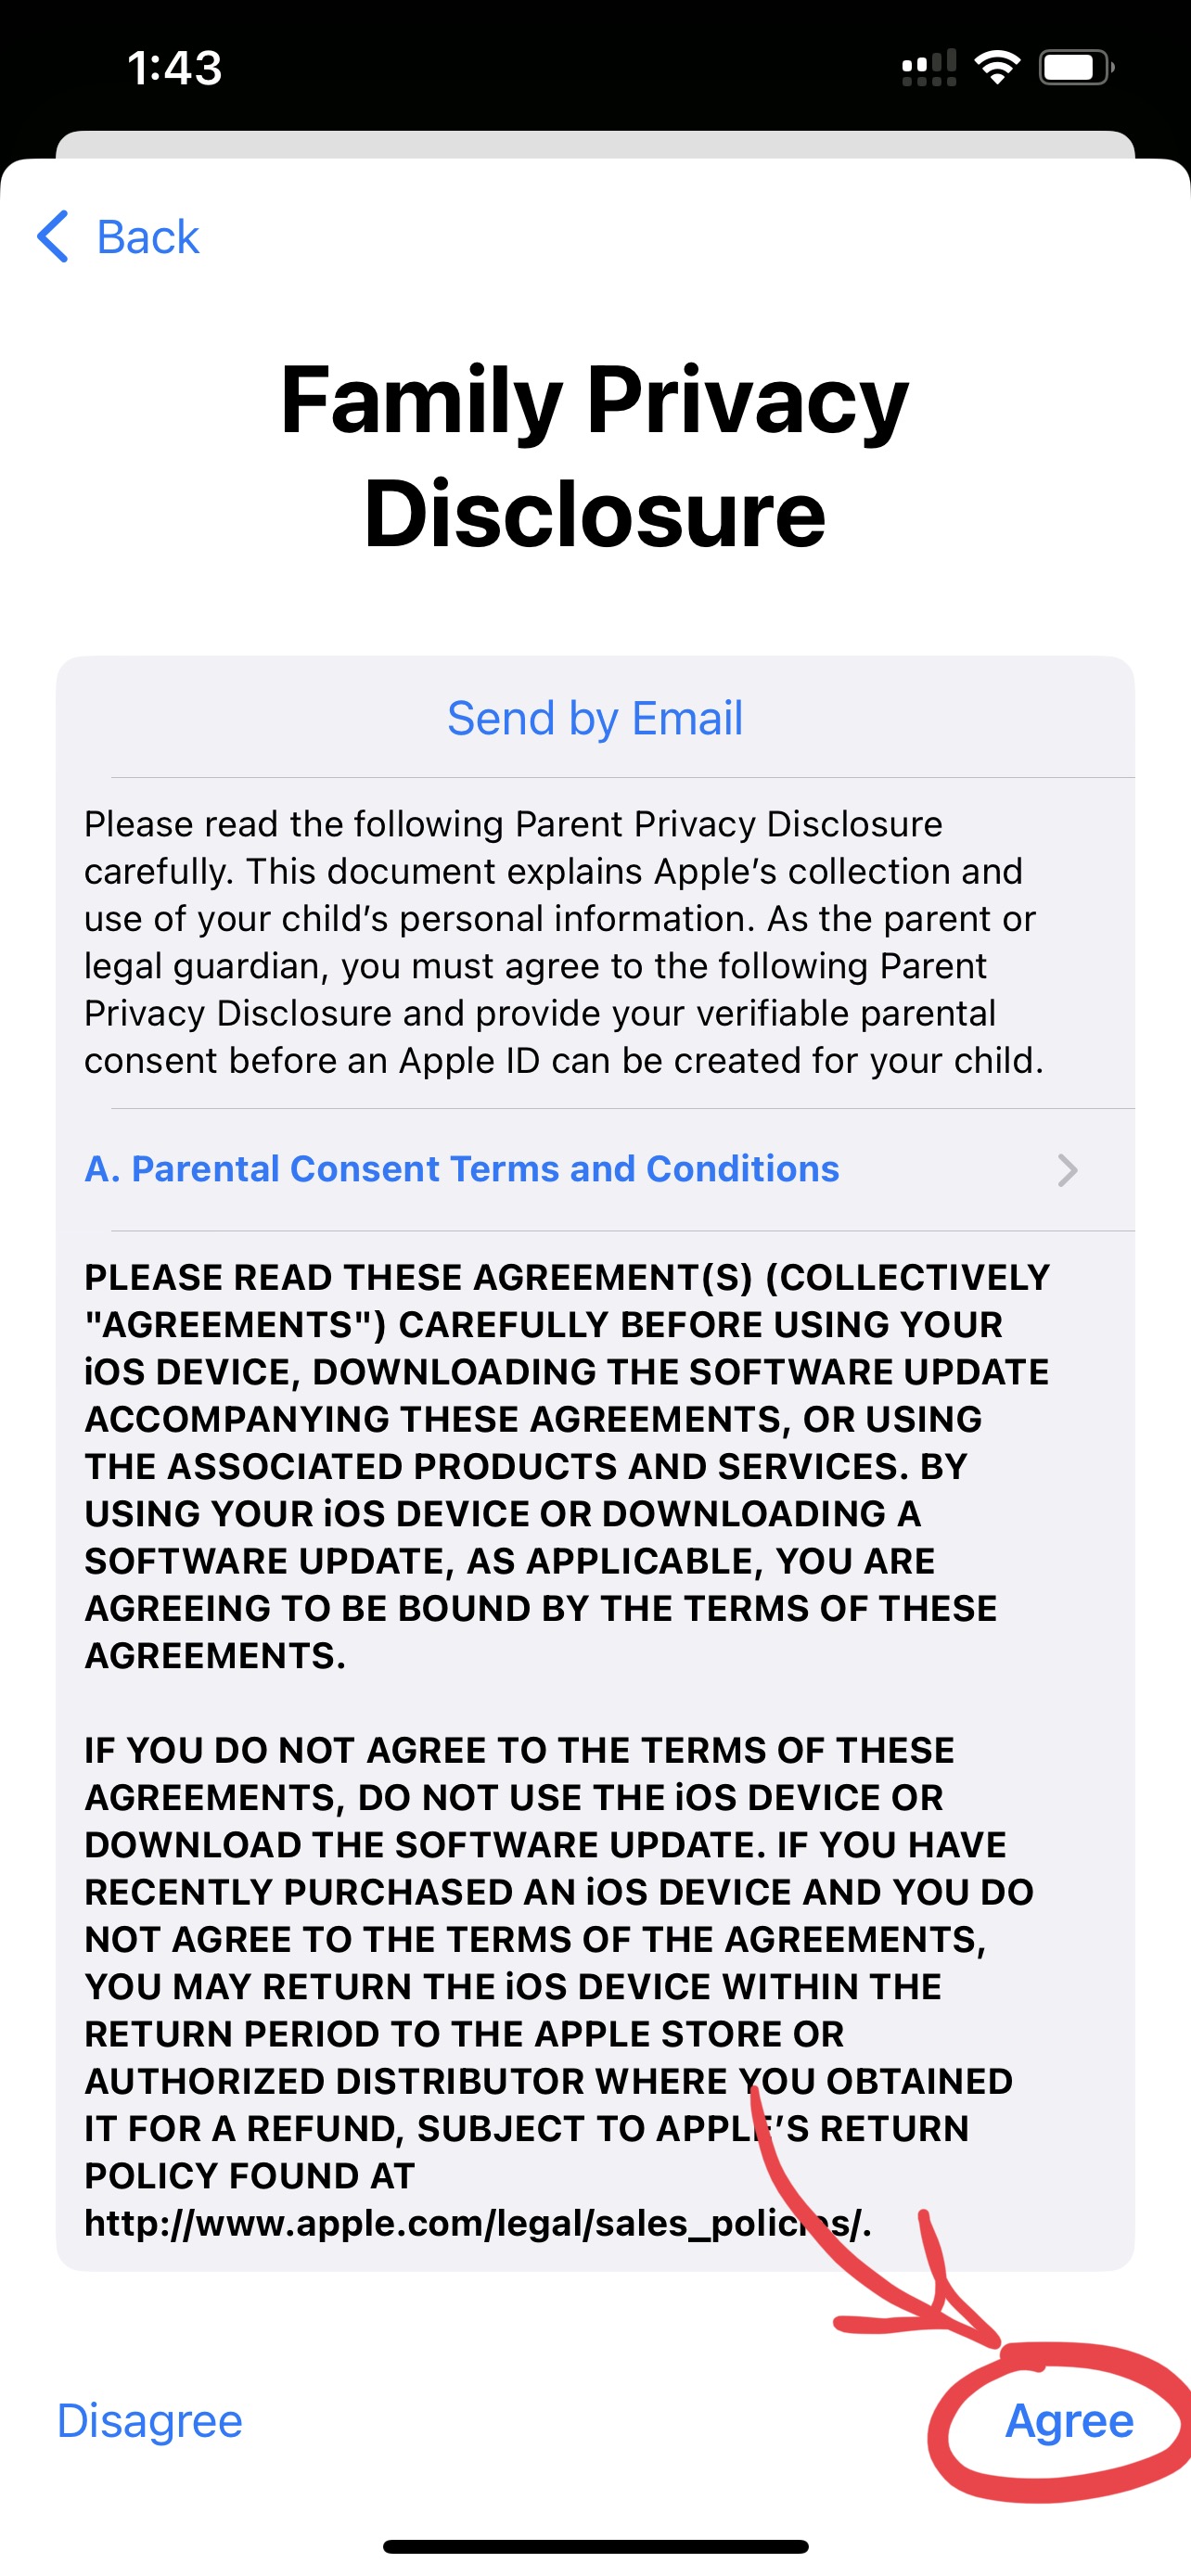 1:43
Back
Family Privacy
Disclosure
Send by Email
Please read the following Parent Privacy Disclosure
carefully. This document explains Apple’s collection and
use of your child’s personal information. As the parent or
legal guardian, you must agree to the following Parent
Privacy Disclosure and provide your verifiable parental
consent before an Apple ID can be created for your child.
A. Parental Consent Terms and Conditions
PLEASE READ THESE AGREEMENT(S) (COLLECTIVELY
"AGREEMENTS") CAREFULLY BEFORE USING YOUR
iOS DEVICE, DOWNLOADING THE SOFTWARE UPDATE
ACCOMPANYING THESE AGREEMENTS, OR USING
THE ASSOCIATED PRODUCTS AND SERVICES. BY
USING YOUR iOS DEVICE OR DOWNLOADING A
SOFTWARE UPDATE, AS APPLICABLE, YOU ARE
AGREEING TO BE BOUND BY THE TERMS OF THESE
AGREEMENTS.
IF YOU DO NOT AGREE TO THE TERMS OF THESE
AGREEMENTS, DO NOT USE THE iOS DEVICE OR
DOWNLOAD THE SOFTWARE UPDATE. IF YOU HAVE
RECENTLY PURCHASED AN iOS DEVICE AND YOU DO
NOT AGREE TO THE TERMS OF THE AGREEMENTS,
YOU MAY RETURN THE iOS DEVICE WITHIN THE
RETURN PERIOD TO THE APPLE STORE OR
AUTHORIZED DISTRIBUTOR WHERE YOU OBTAINED
IT FOR A REFUND, SUBJECT TO APPLE’S RETURN
POLICY FOUND AT
http://www.apple.com/legal/sales_policies/.
Disagree
Agree